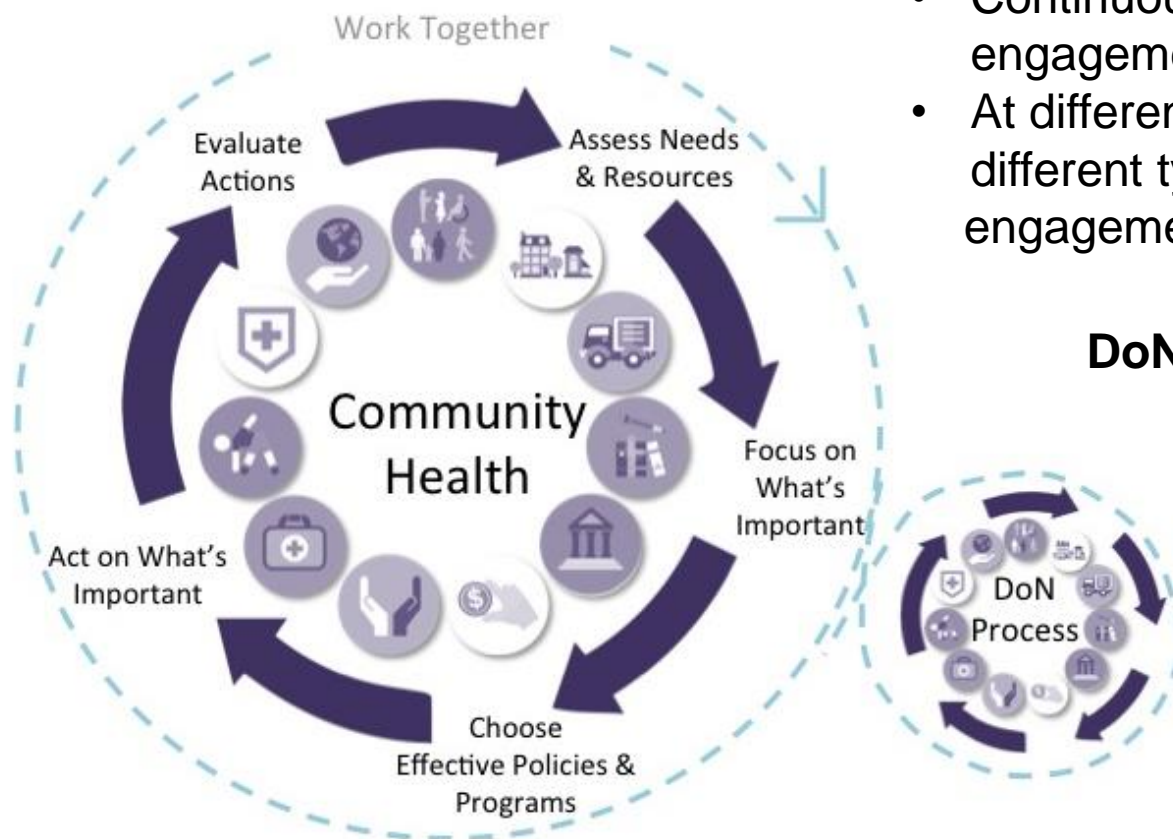 Work Together
Evaluate
Actions
Assess Needs
& Resources
Community
Health
Focus on
What's
Important
Act on What's
Important
Choose
Effective Policies &
Programs
•
engageme
• At differen
different ty
engageme
DoN
DoN
Process